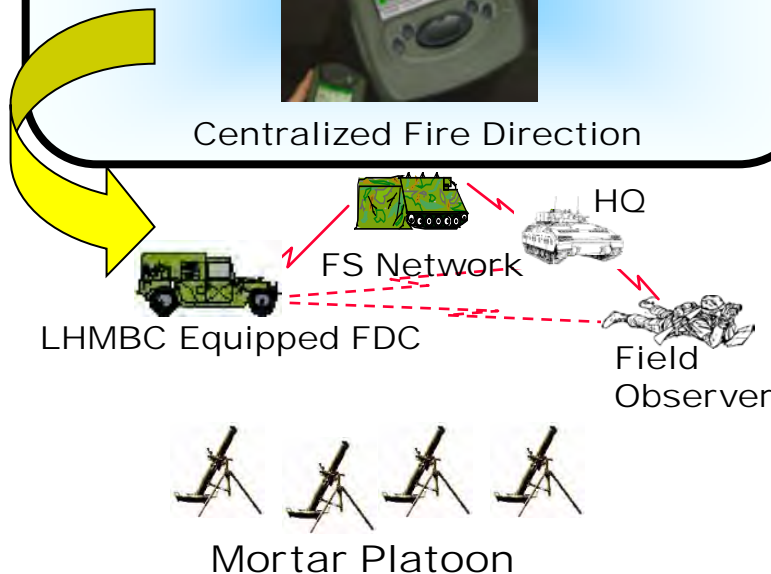 Centralized Fire Direction
HQ
FS Network
LHMBC Equipped FDC
Field
Observer
Mortar Platoon